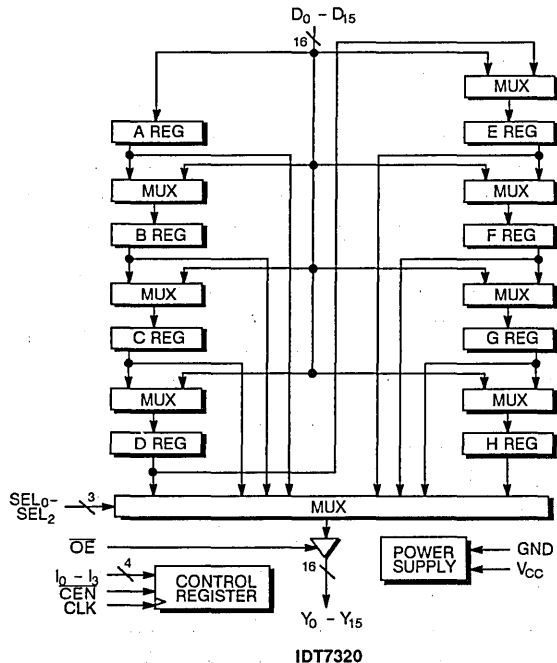 D0 – D15
16
MUX
A REG
E REG
MUX
MUX
B REG
F REG
MUX
MUX
C REG
G REG
MUX
MUX
D REG
H REG
SEL0-
SEL2
3
MUX
OE
16
I0 – I3
4
CEN
CLK
CONTROL
REGISTER
POWER
SUPPLY
GND
VCC
Y0 – Y15
IDT7320